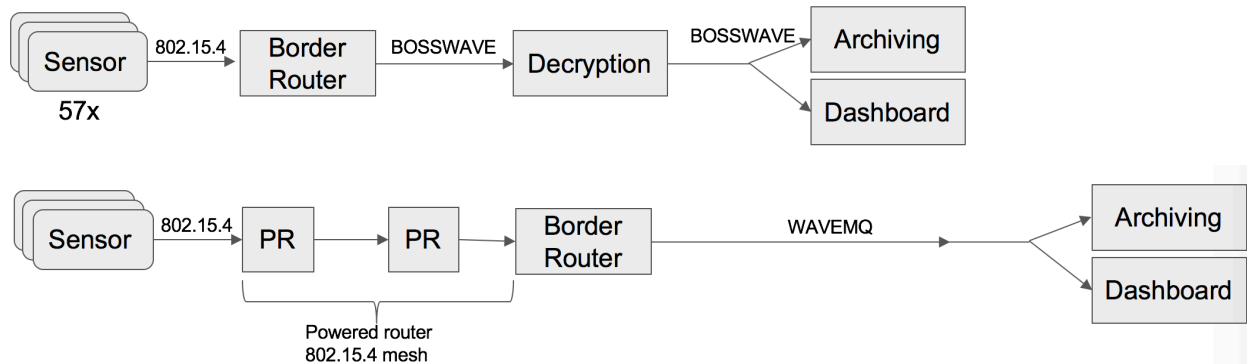 Sensor
57x
802.15.4
Border
Router
BOSSWAVE
Decryption
BOSSWAVE
Archiving
Dashboard
Sensor
802.15.4
PR
PR
Powered router
802.15.4 mesh
Border
Router
WAVEMQ
Archiving
Dashboard